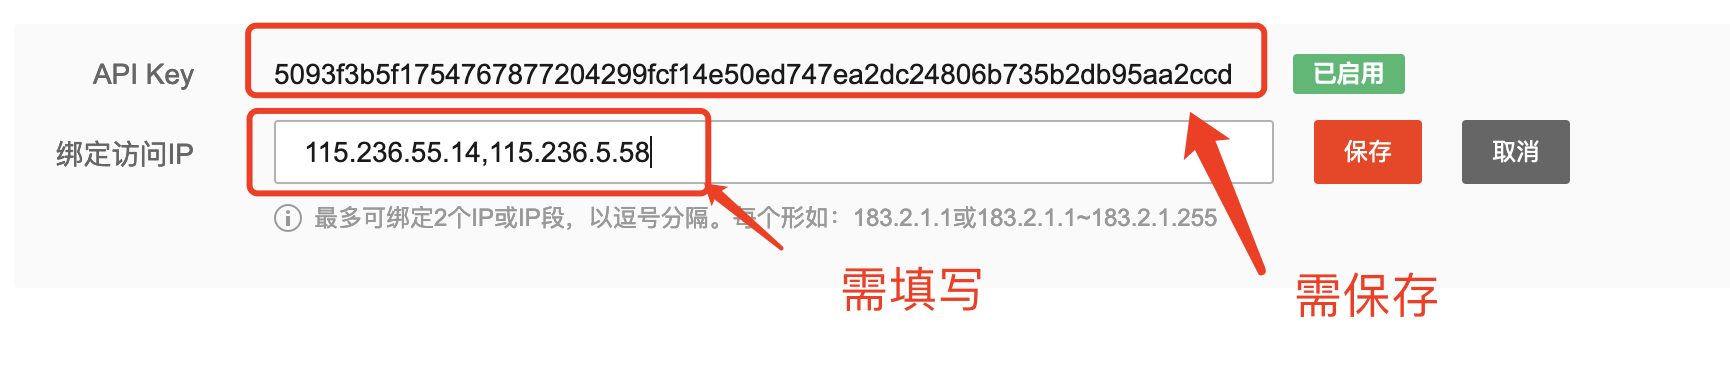 API Key 5093f3b5f1754767877204299fcf14e50ed747ea2dc24806b735b2db95aa2ccd 已启用
绑定访问IP 115.236.55.14,115.236.5.58 保存 取消
最多可绑定2个IP或IP段，以逗号分隔。每个形如：183.2.1.1或183.2.1.1~183.2.1.255
需填写 需保存